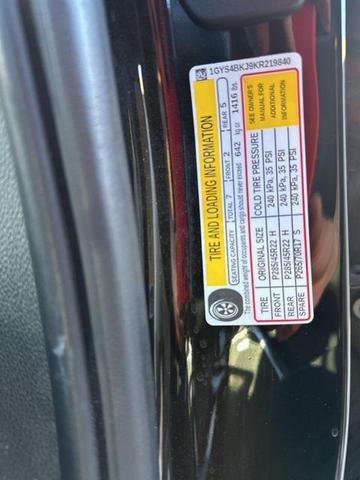 1GYS4BKJ9KR219840
TIRE AND LOADING INFORMATION
SEATING CAPACITY TOTAL 7 FRONT 2 REAR 5
The combined weight of occupants and cargo should never exceed 642 kg or 1416 lbs.
TIRE ORIGINAL SIZE COLD TIRE PRESSURE
FRONT P285/45R22 H 240 kPa, 35 PSI
REAR P285/45R22 H 240 kPa, 35 PSI
SPARE P265/70R17 S 240 kPa, 35 PSI
SEE OWNER'S
MANUAL FOR
ADDITIONAL
INFORMATION